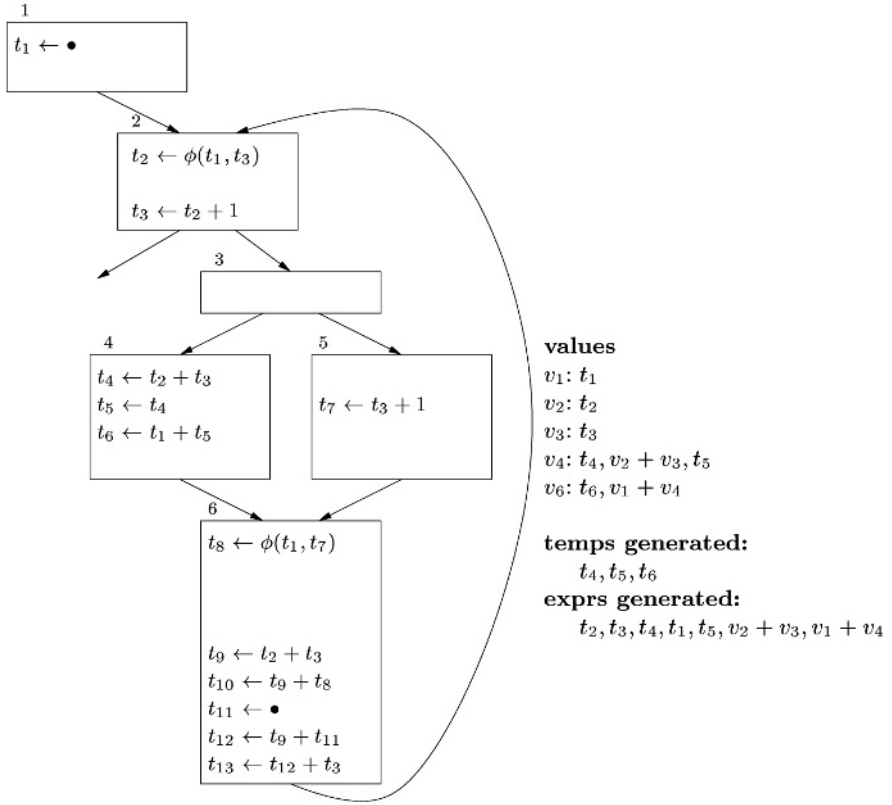 1
t₁ ← •
2
t₂ ← ϕ(t₁, t₃)
t₃ ← t₂ + 1
3
4
t₄ ← t₂ + t₃
t₅ ← t₄
t₆ ← t₁ + t₅
5
t₇ ← t₃ + 1
6
t₈ ← ϕ(t₁, t₇)
t₉ ← t₂ + t₃
t₁₀ ← t₉ + t₈
t₁₁ ← •
t₁₂ ← t₉ + t₁₁
t₁₃ ← t₁₂ + t₃
values
v₁: t₁
v₂: t₂
v₃: t₃
v₄: t₄, v₂ + v₃, t₅
v₆: t₆, v₁ + v₄
temps generated:
t₄, t₅, t₆
exprs generated:
t₂, t₃, t₄, t₁, t₅, v₂ + v₃, v₁ + v₄